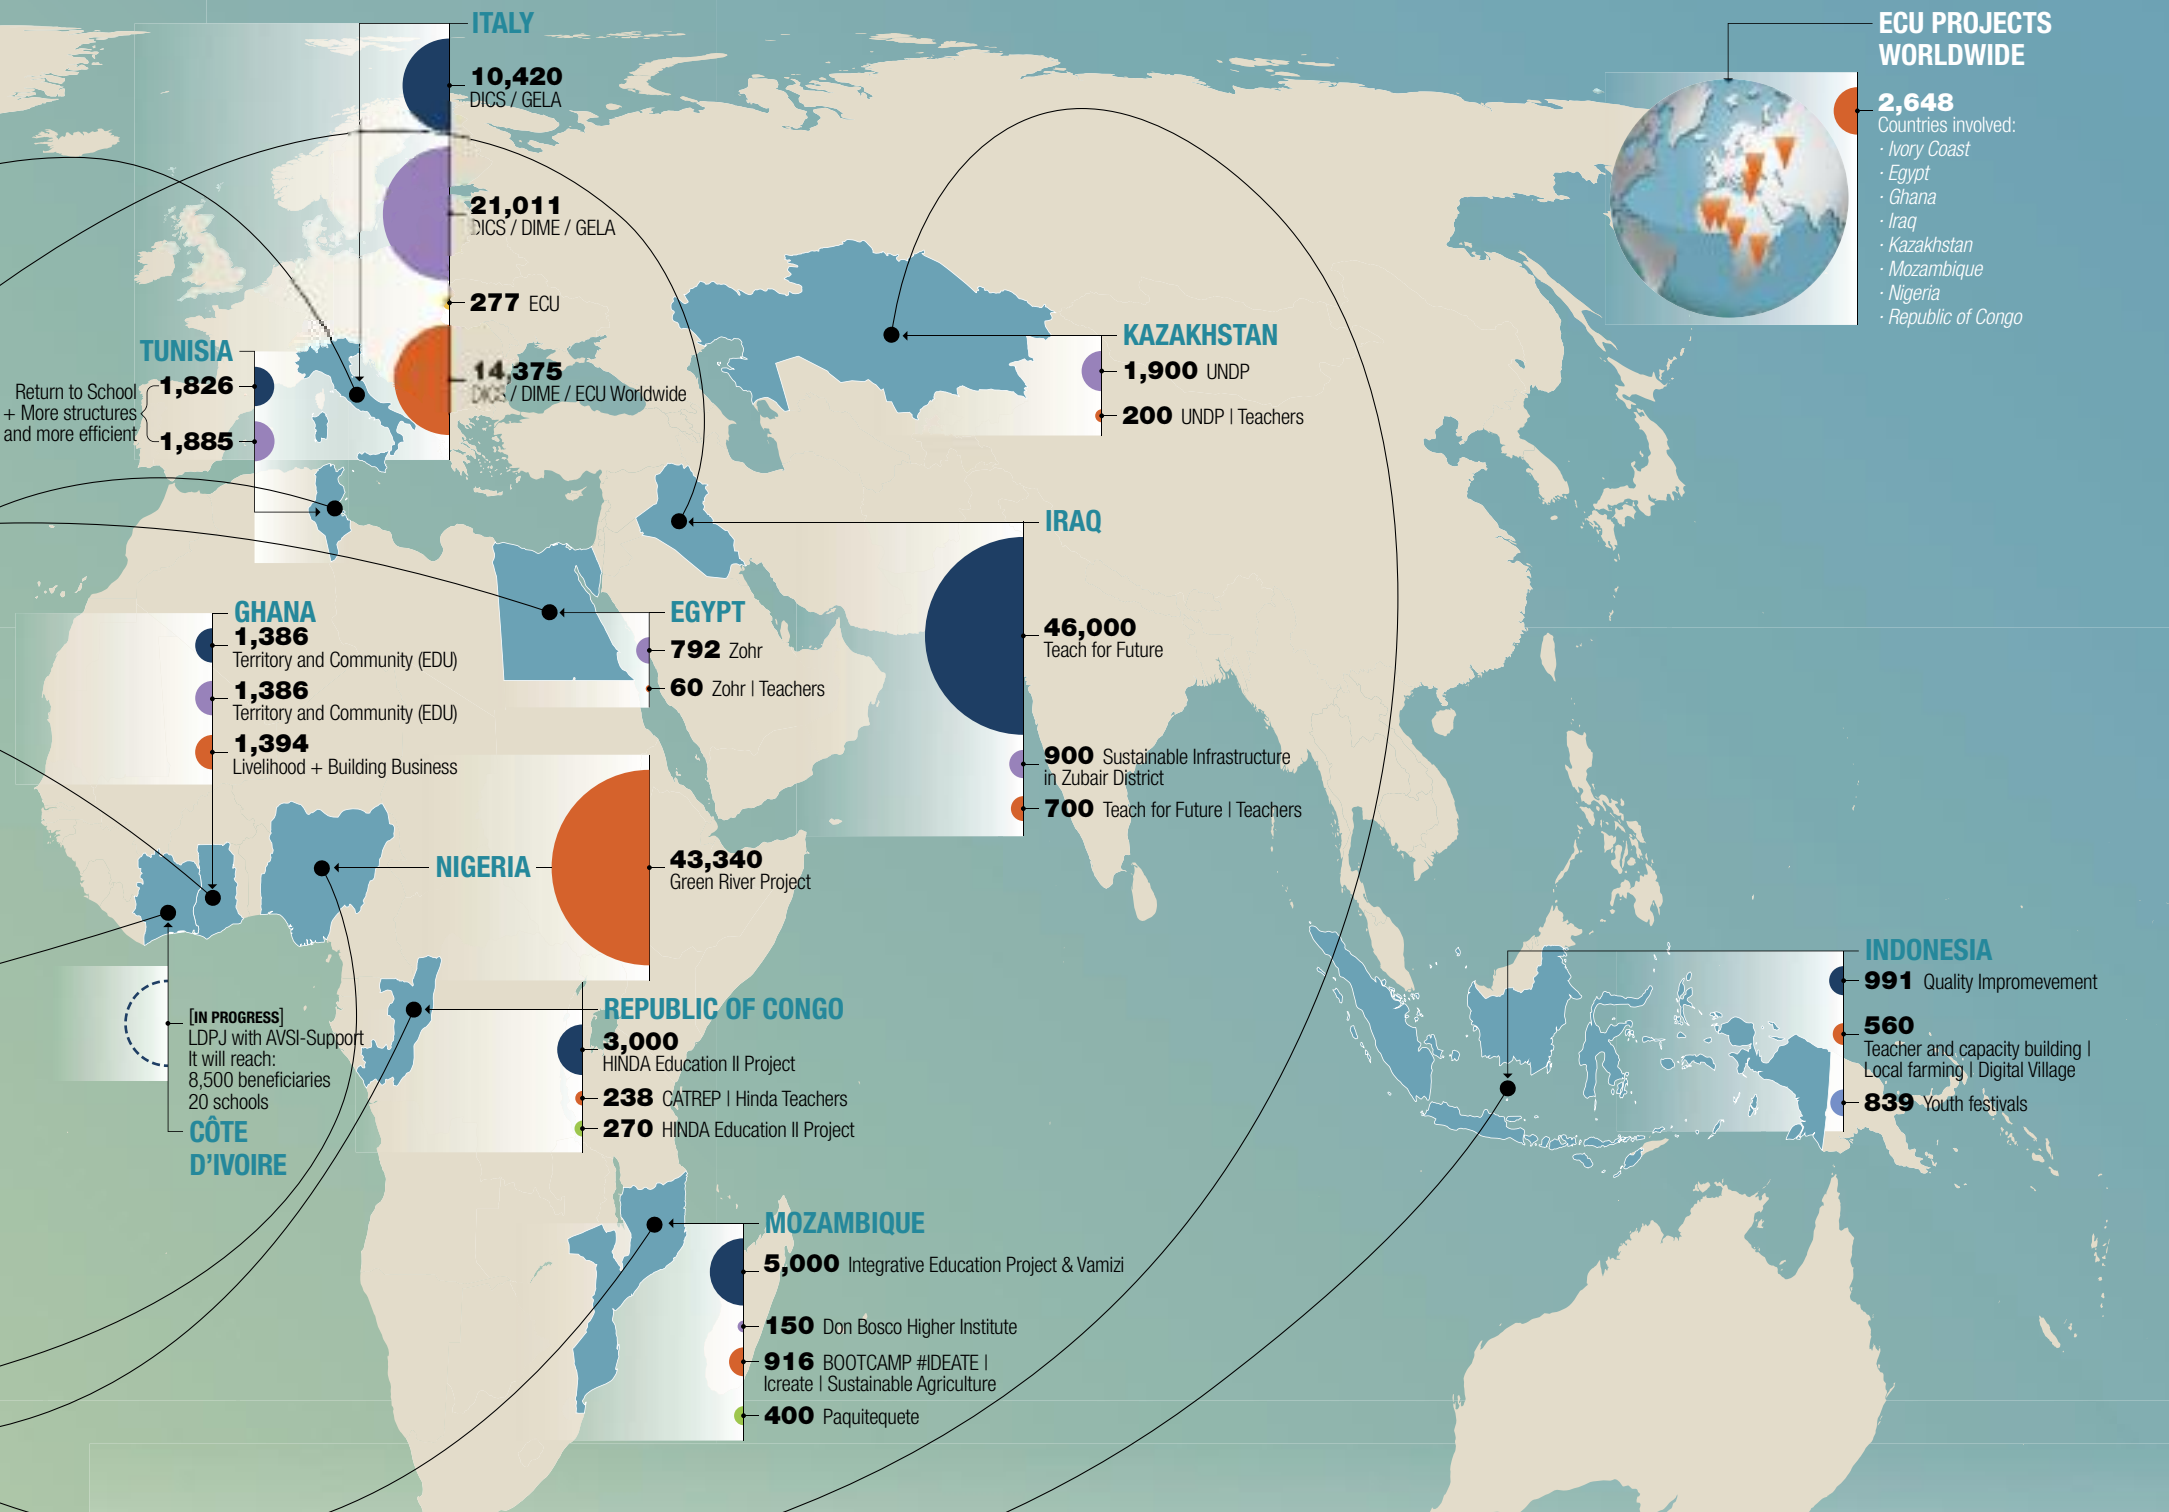 ITALY
10,420
DICS / GELA
21,011
DICS / DIME / GELA
277 ECU
14,375
DICS / DIME / ECU Worldwide
ECU PROJECTS
WORLDWIDE
2,648
Countries involved:
· Ivory Coast
· Egypt
· Ghana
· Iraq
· Kazakhstan
· Mozambique
· Nigeria
· Republic of Congo
TUNISIA
Return to School
+ More structures
and more efficient
1,826
1,885
KAZAKHSTAN
1,900 UNDP
200 UNDP | Teachers
IRAQ
46,000
Teach for Future
900 Sustainable Infrastructure
in Zubair District
700 Teach for Future | Teachers
GHANA
1,386
Territory and Community (EDU)
1,386
Territory and Community (EDU)
1,394
Livelihood + Building Business
EGYPT
792 Zohr
60 Zohr | Teachers
NIGERIA
43,340
Green River Project
[IN PROGRESS]
LDPJ with AVSI-Support
It will reach:
8,500 beneficiaries
20 schools
CÔTE
D'IVOIRE
REPUBLIC OF CONGO
3,000
HINDA Education II Project
238 CATREP | Hinda Teachers
270 HINDA Education II Project
INDONESIA
991 Quality Impromevement
560
Teacher and capacity building |
Local farming | Digital Village
839 Youth festivals
MOZAMBIQUE
5,000 Integrative Education Project & Vamizi
150 Don Bosco Higher Institute
916 BOOTCAMP #IDEATE |
Icreate | Sustainable Agriculture
400 Paquitequete